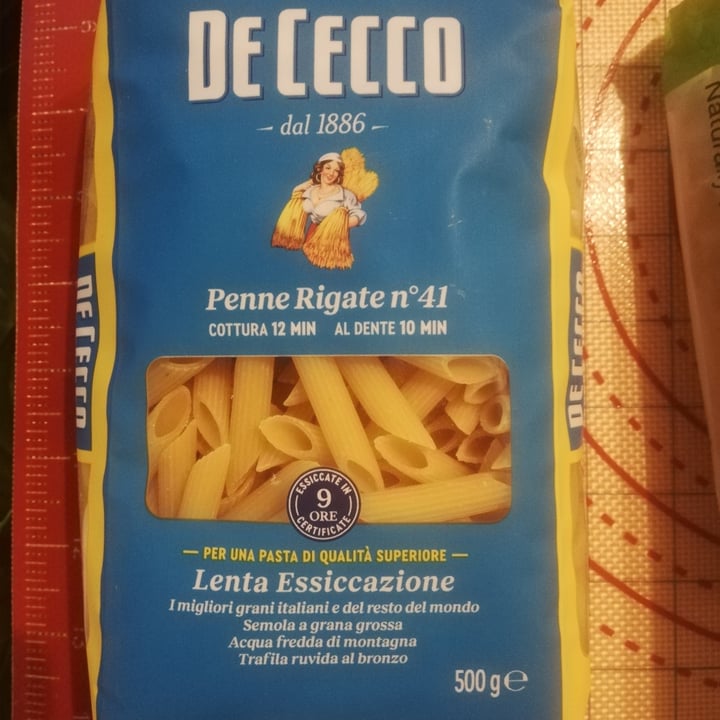 DE CECCO
dal 1886
Penne Rigate n°41
COTTURA 12 MIN AL DENTE 10 MIN
DE CECCO
DE CECCO
ESSICCATE IN
9
ORE
CERTIFICATE
PER UNA PASTA DI QUALITÀ SUPERIORE
Lenta Essiccazione
I migliori grani italiani e del resto del mondo
Semola a grana grossa
Acqua fredda di montagna
Trafila ruvida al bronzo
500 g e